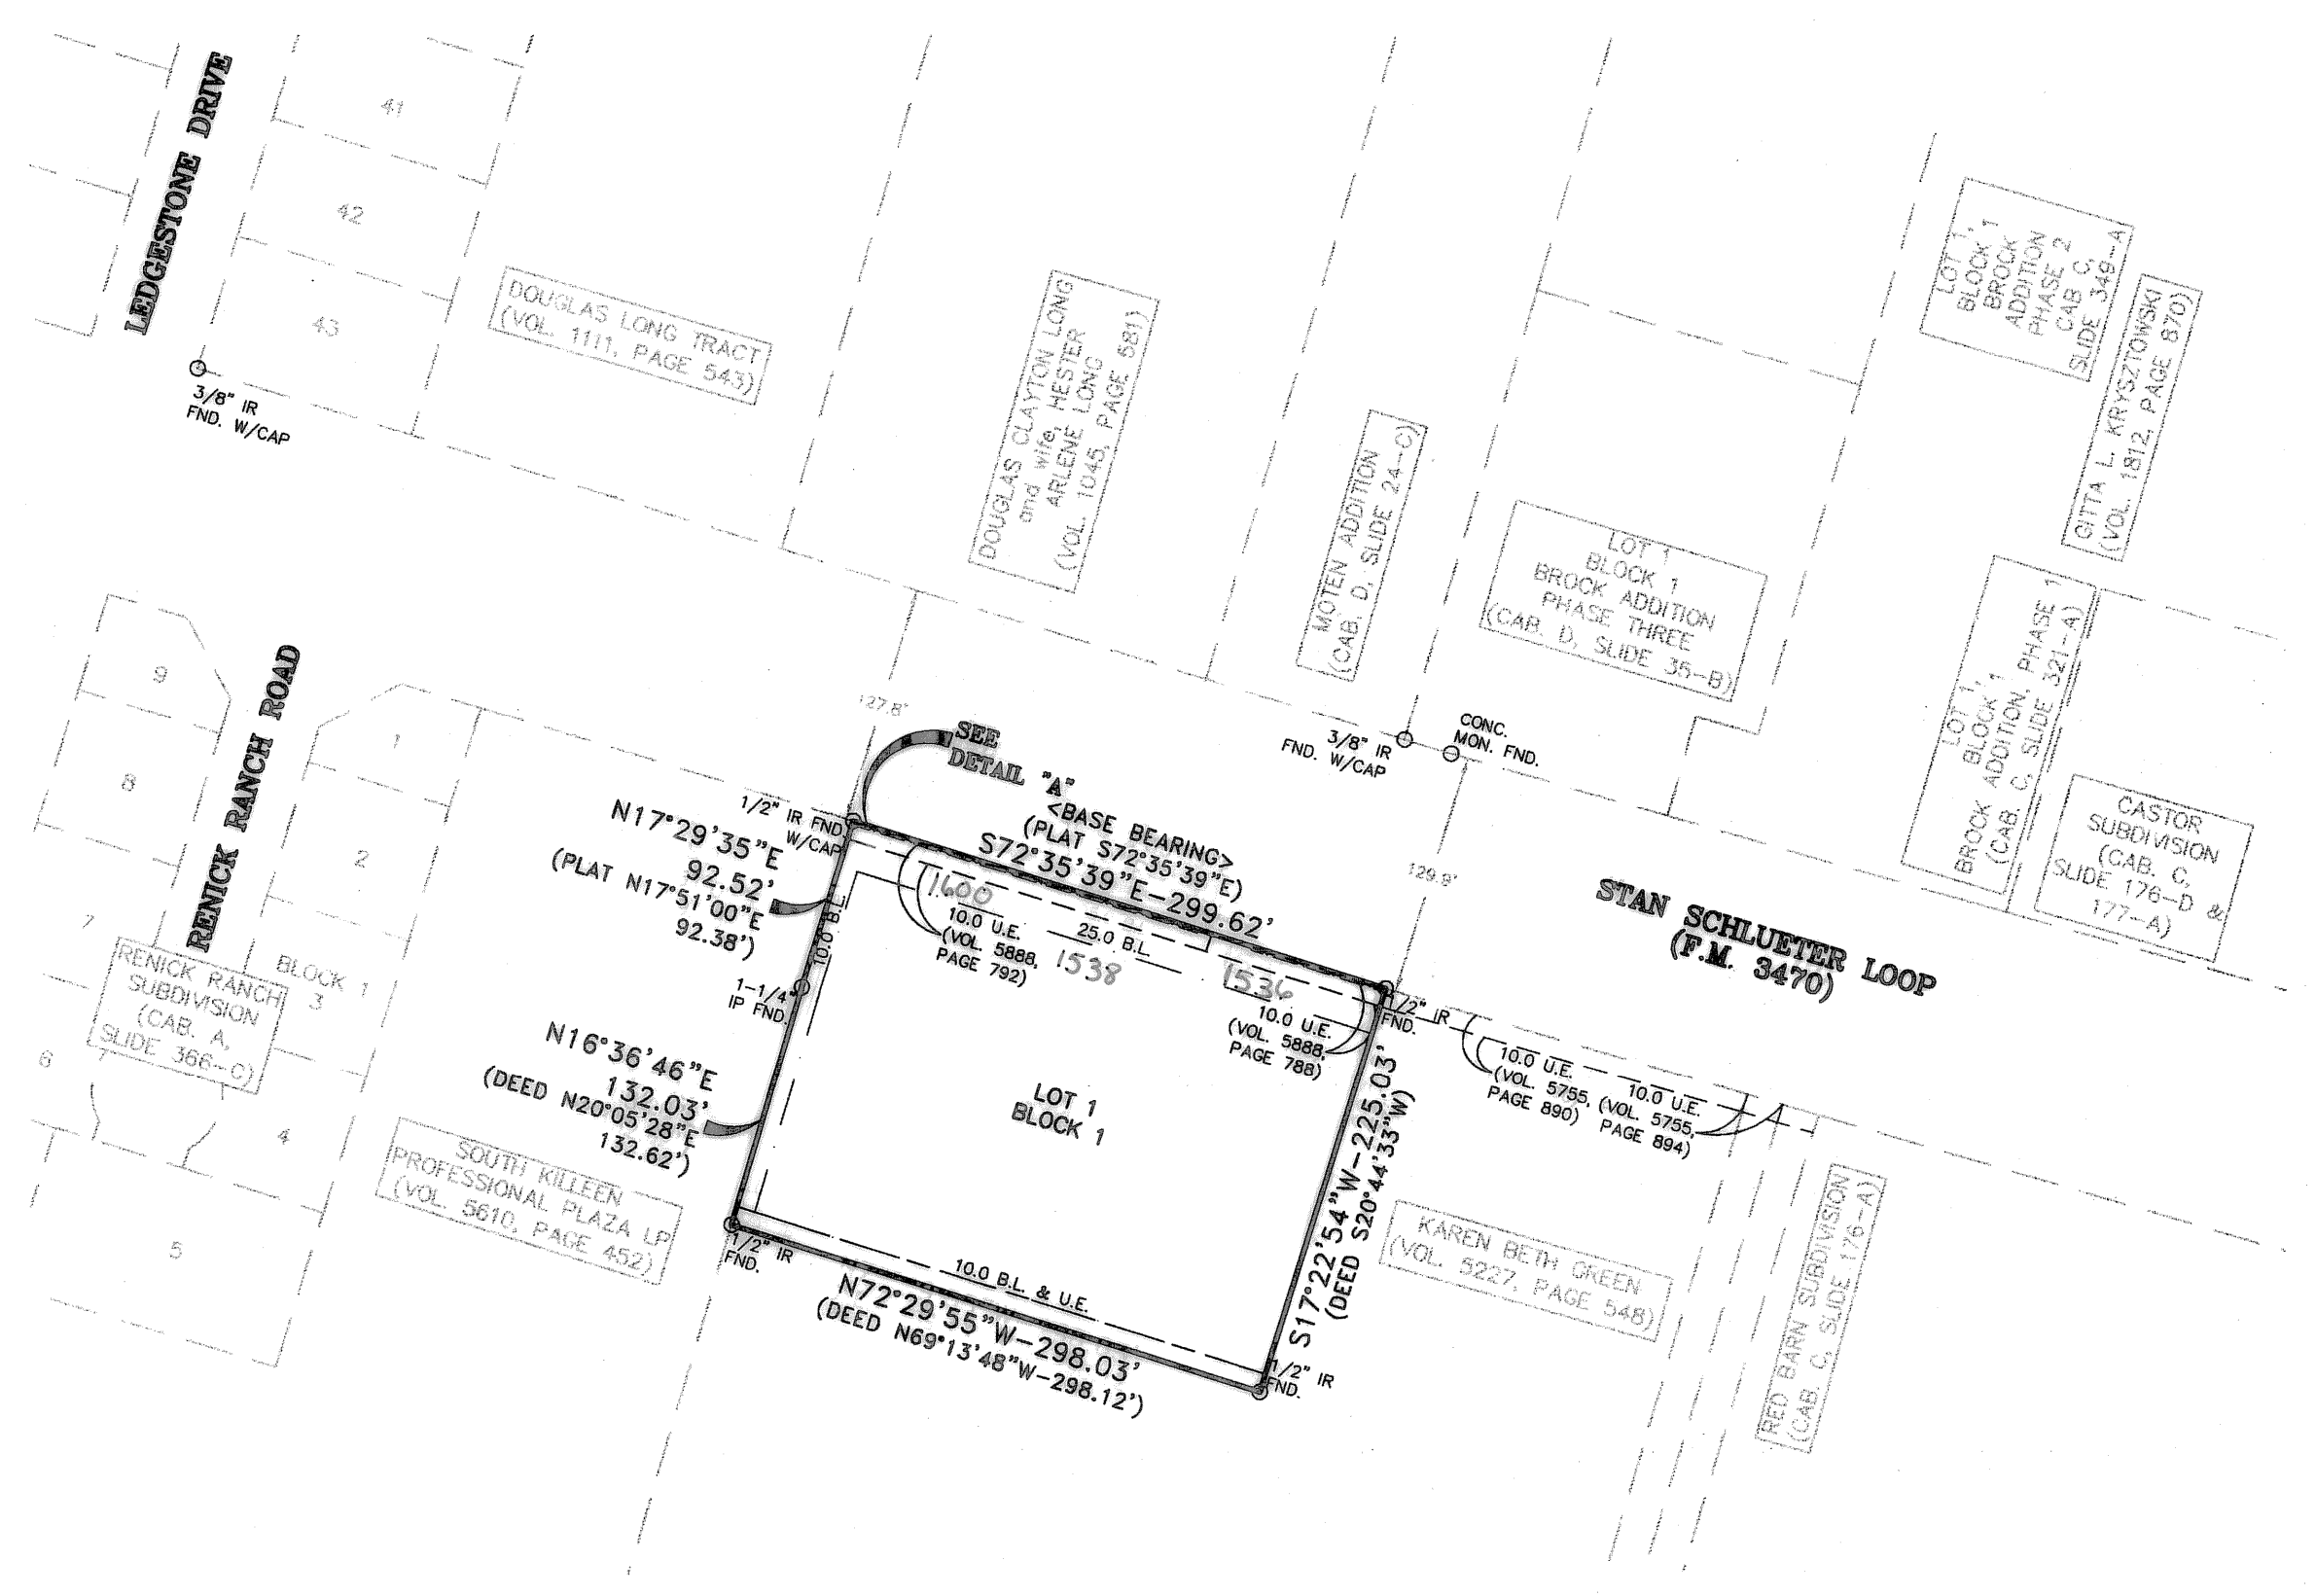 LEDGESTONE DRIVE
41
42
43
3/8" IR
FND. W/CAP
DOUGLAS LONG TRACT
(VOL. 1111, PAGE 543)
DOUGLAS CLAYTON LONG
and wife, HESTER
ARLENE LONG
(VOL. 1045, PAGE 581)
MOTEN ADDITION
(CAB. D, SLIDE 24-C)
LOT 1
BLOCK 1
BROCK ADDITION
PHASE THREE
(CAB. D, SLIDE 35-B)
LOT 1,
BLOCK 1
BROCK
ADDITION
PHASE 2
CAB C,
SLIDE 349-A
GITTA L. KRYSZTOWSKI
(VOL. 1812, PAGE 870)
LOT 1,
BLOCK 1
BROCK ADDITION, PHASE 1
(CAB. C, SLIDE 321-A)
CASTOR
SUBDIVISION
(CAB. C,
SLIDE 176-D &
177-A)
RENICK RANCH ROAD
9
8
7
6
5
1
2
BLOCK 1
3
4
RENICK RANCH
SUBDIVISION
(CAB. A,
SLIDE 366-C)
127.8'
SEE
DETAIL "A"
3/8" IR
FND. W/CAP
CONC.
MON. FND.
129.9'
STAN SCHLUETER LOOP
(F.M. 3470)
<BASE BEARING>
(PLAT S72°35'39"E)
S72°35'39"E-299.62'
1/2" IR FND.
W/CAP
N17°29'35"E
92.52'
(PLAT N17°51'00"E
92.38')
1-1/4"
IP FND.
N16°36'46"E
132.03'
(DEED N20°05'28"E
132.62')
10.0 B.L.
1600
10.0 U.E.
(VOL. 5888,
PAGE 792)
25.0 B.L.
1538
1536
10.0 U.E.
(VOL. 5888,
PAGE 788)
1/2" IR
FND.
10.0 U.E.
(VOL. 5755,
PAGE 890)
10.0 U.E.
(VOL. 5755,
PAGE 894)
LOT 1
BLOCK 1
S17°22'54"W-225.03'
(DEED S20°44'33"W)
SOUTH KILLEEN
PROFESSIONAL PLAZA LP
(VOL. 5610, PAGE 452)
KAREN BETH GREEN
(VOL. 5227, PAGE 548)
RED BARN SUBDIVISION
(CAB. C, SLIDE 176-A)
1/2" IR
FND.
10.0 B.L. & U.E.
N72°29'55"W-298.03'
(DEED N69°13'48"W-298.12')
1/2" IR
FND.